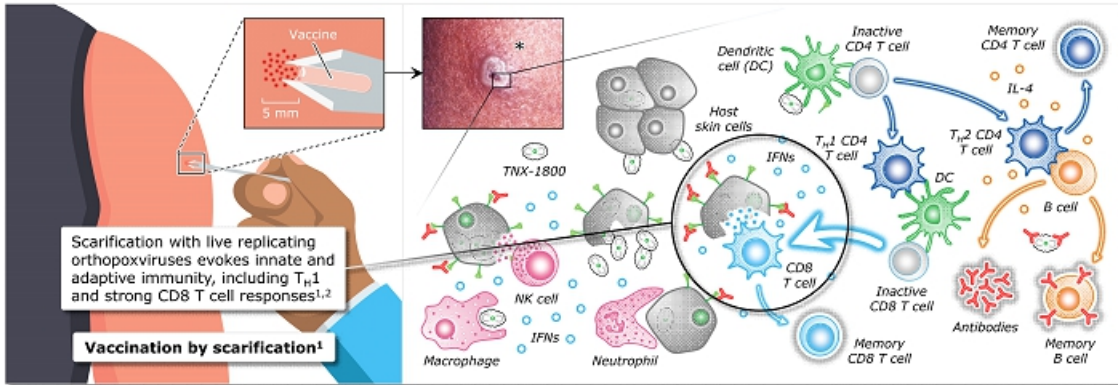 Vaccine
5 mm
Scarification with live replicating
orthopoxviruses evokes innate and
adaptive immunity, including TH1
and strong CD8 T cell responses1,2
Vaccination by scarification1
*
TNX-1800
Host
skin cells
Dendritic
cell (DC)
Inactive
CD4 T cell
Memory
CD4 T cell
IL-4
TH1 CD4
T cell
TH2 CD4
T cell
IFNs
DC
B cell
CD8
T cell
Inactive
CD8 T cell
NK cell
IFNs
Macrophage
Neutrophil
Memory
CD8 T cell
Antibodies
Memory
B cell